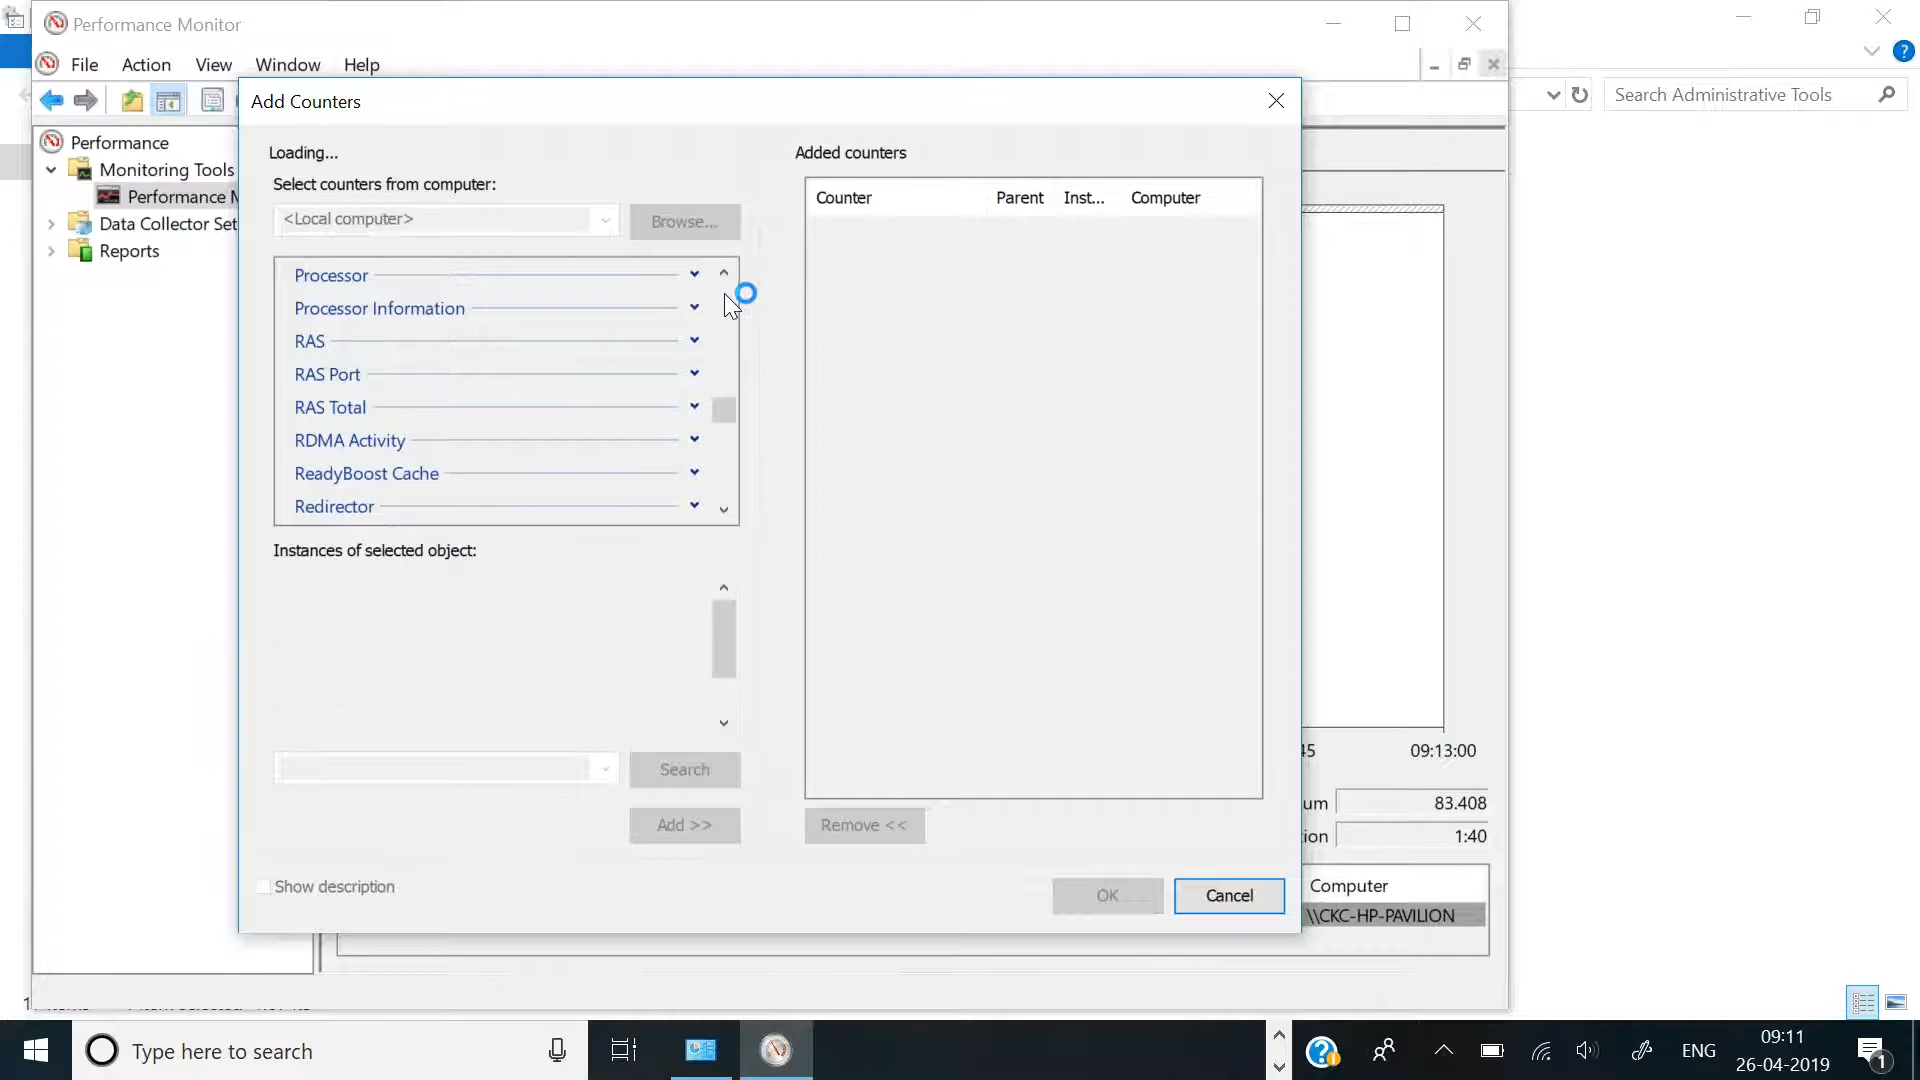 Performance Monitor
File Action View Window Help
Search Administrative Tools
Add Counters
Performance
Monitoring Tools
Performance M
Data Collector Set
Reports
Loading...
Select counters from computer:
<Local computer>
Browse...
Processor
Processor Information
RAS
RAS Port
RAS Total
RDMA Activity
ReadyBoost Cache
Redirector
Instances of selected object:
Search
Add >>
Show description
Added counters
Counter Parent Inst... Computer
Remove <<
OK Cancel
45 09:13:00
um 83.408
ion 1:40
Computer
\\CKC-HP-PAVILION
Type here to search
ENG
09:11
26-04-2019
1